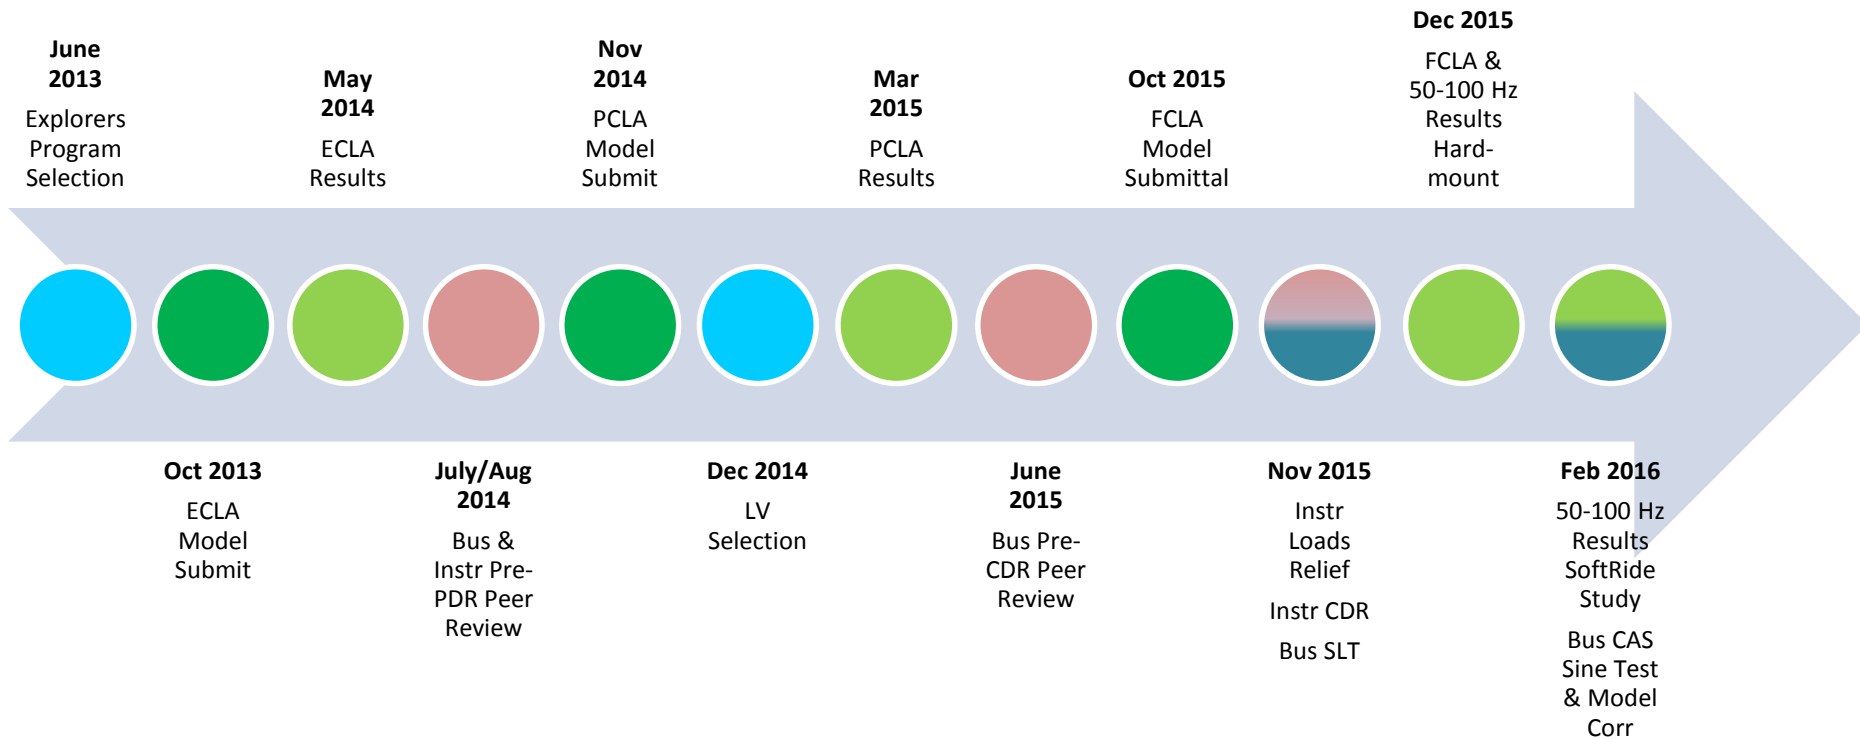 June
2013
Explorers
Program
Selection
May
2014
ECLA
Results
Nov
2014
PCLA
Model
Submit
Mar
2015
PCLA
Results
Oct 2015
FCLA
Model
Submittal
Dec 2015
FCLA &
50-100 Hz
Results
Hard-
mount
Oct 2013
ECLA
Model
Submit
July/Aug
2014
Bus &
Instr Pre-
PDR Peer
Review
Dec 2014
LV
Selection
June
2015
Bus Pre-
CDR Peer
Review
Nov 2015
Instr
Loads
Relief
Instr CDR
Bus SLT
Feb 2016
50-100 Hz
Results
SoftRide
Study
Bus CAS
Sine Test
& Model
Corr